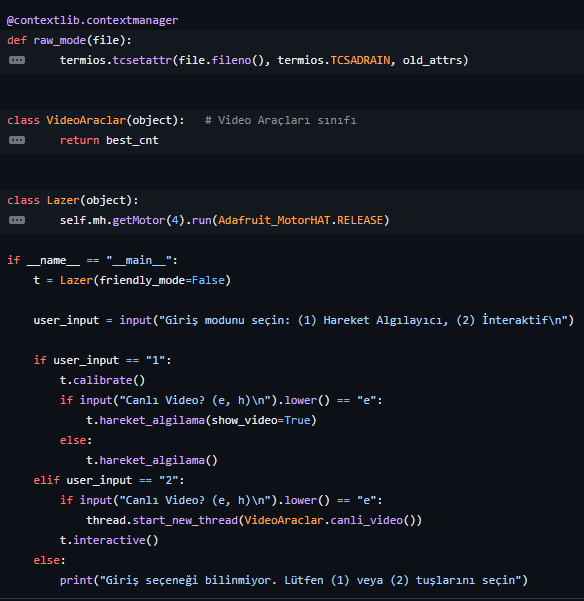 @contextlib.contextmanager
def raw_mode(file):
        termios.tcsetattr(file.fileno(), termios.TCSADRAIN, old_attrs)
class VideoAraclar(object):   # Video Araçları sınıfı
        return best_cnt
class Lazer(object):
        self.mh.getMotor(4).run(Adafruit_MotorHAT.RELEASE)
if __name__ == "__main__":
    t = Lazer(friendly_mode=False)
    user_input = input("Giriş modunu seçin: (1) Hareket Algılayıcı, (2) İnteraktif\n")
    if user_input == "1":
        t.calibrate()
        if input("Canlı Video? (e, h)\n").lower() == "e":
            t.hareket_algilama(show_video=True)
        else:
            t.hareket_algilama()
    elif user_input == "2":
        if input("Canlı Video? (e, h)\n").lower() == "e":
            thread.start_new_thread(VideoAraclar.canli_video())
        t.interactive()
    else:
        print("Giriş seçeneği bilinmiyor. Lütfen (1) veya (2) tuşlarını seçin")